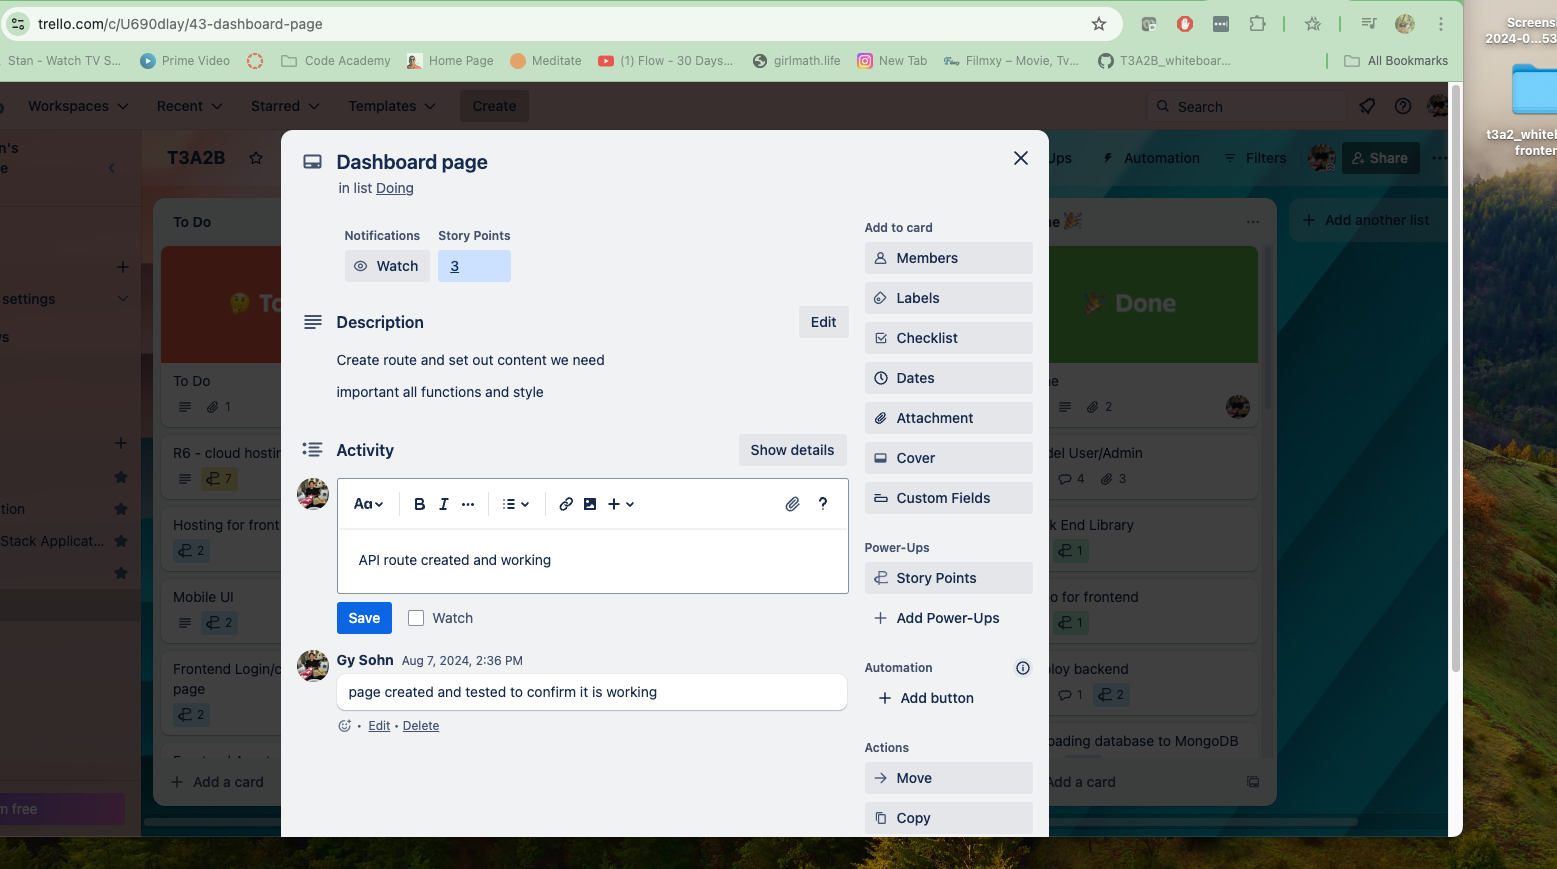 trello.com/c/U690dlay/43-dashboard-page
Stan - Watch TV S...
Prime Video
Code Academy
Home Page
Meditate
(1) Flow - 30 Days...
girlmath.life
New Tab
Filmxy – Movie, Tv...
T3A2B_whiteboar...
All Bookmarks
Screens
2024-0...53
t3a2_white
fronter
Workspaces
Recent
Starred
Templates
Create
Search
T3A2B
Ups
Automation
Filters
Share
Add another list
n's
e
settings
vs
tion
Stack Applicat...
m free
To Do
To
To Do
1
R6 - cloud hostin
7
Hosting for front
2
Mobile UI
2
Frontend Login/c
page
2
Add a card
Dashboard page
in list Doing
Notifications
Story Points
Watch
3
Description
Edit
Create route and set out content we need
important all functions and style
Activity
Show details
Aa
B
I
?
API route created and working
Save
Watch
Gy Sohn Aug 7, 2024, 2:36 PM
page created and tested to confirm it is working
• Edit • Delete
Add to card
Members
Labels
Checklist
Dates
Attachment
Cover
Custom Fields
Power-Ups
Story Points
Add Power-Ups
Automation
Add button
Actions
Move
Copy
ne
Done
ne
2
del User/Admin
4
3
k End Library
1
o for frontend
1
loy backend
1
2
oading database to MongoDB
Add a card